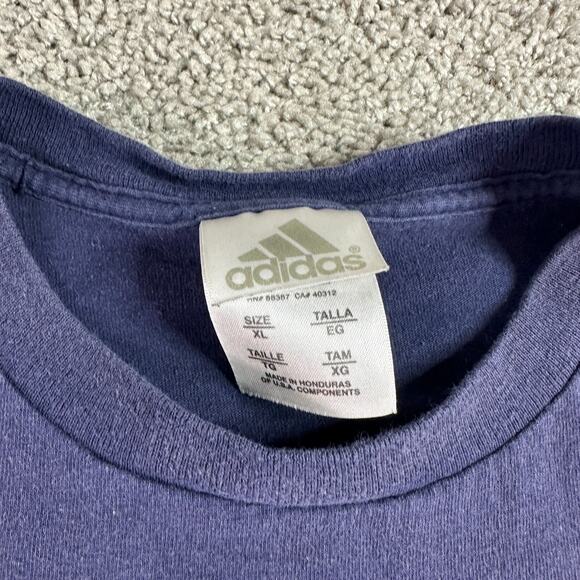 adidas®
RN# 88387 CA# 40312
SIZE TALLA
XL EG
TAILLE TAM
TG XG
MADE IN HONDURAS
OF U.S.A. COMPONENTS